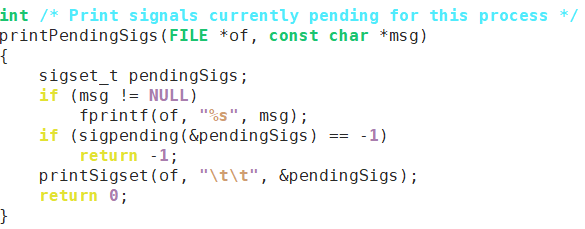 int /* Print signals currently pending for this process */
printPendingSigs(FILE *of, const char *msg)
{
    sigset_t pendingSigs;
    if (msg != NULL)
        fprintf(of, "%s", msg);
    if (sigpending(&pendingSigs) == -1)
        return -1;
    printSigset(of, "\t\t", &pendingSigs);
    return 0;
}